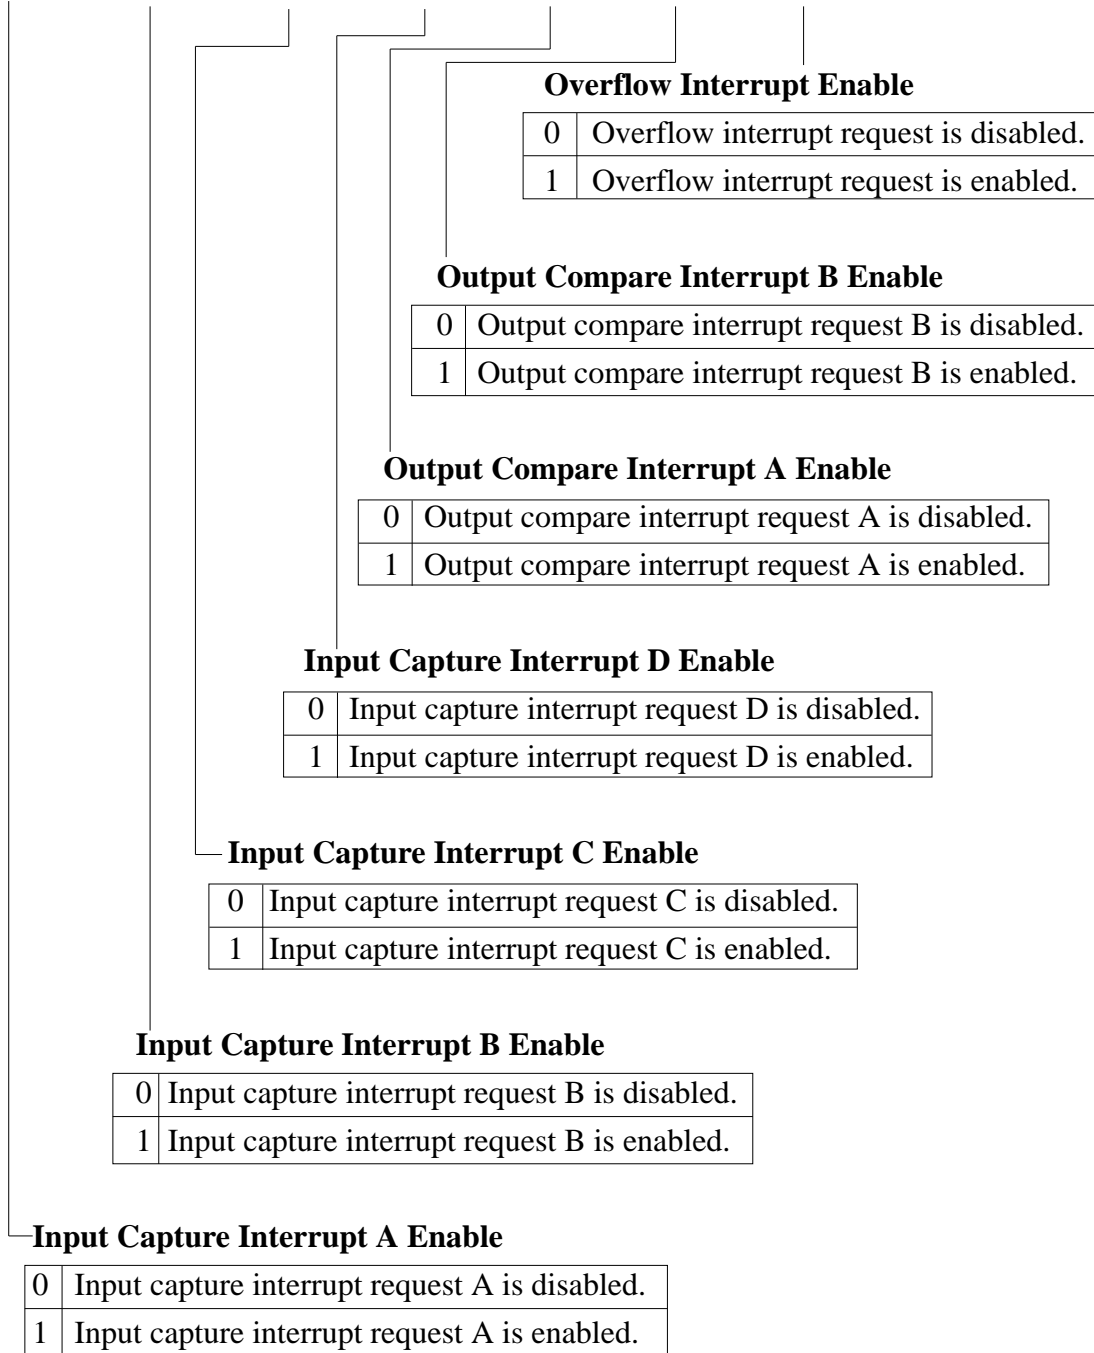 Overflow Interrupt Enable
0 Overflow interrupt request is disabled.
1 Overflow interrupt request is enabled.
Output Compare Interrupt B Enable
0 Output compare interrupt request B is disabled.
1 Output compare interrupt request B is enabled.
Output Compare Interrupt A Enable
0 Output compare interrupt request A is disabled.
1 Output compare interrupt request A is enabled.
Input Capture Interrupt D Enable
0 Input capture interrupt request D is disabled.
1 Input capture interrupt request D is enabled.
Input Capture Interrupt C Enable
0 Input capture interrupt request C is disabled.
1 Input capture interrupt request C is enabled.
Input Capture Interrupt B Enable
0 Input capture interrupt request B is disabled.
1 Input capture interrupt request B is enabled.
Input Capture Interrupt A Enable
0 Input capture interrupt request A is disabled.
1 Input capture interrupt request A is enabled.